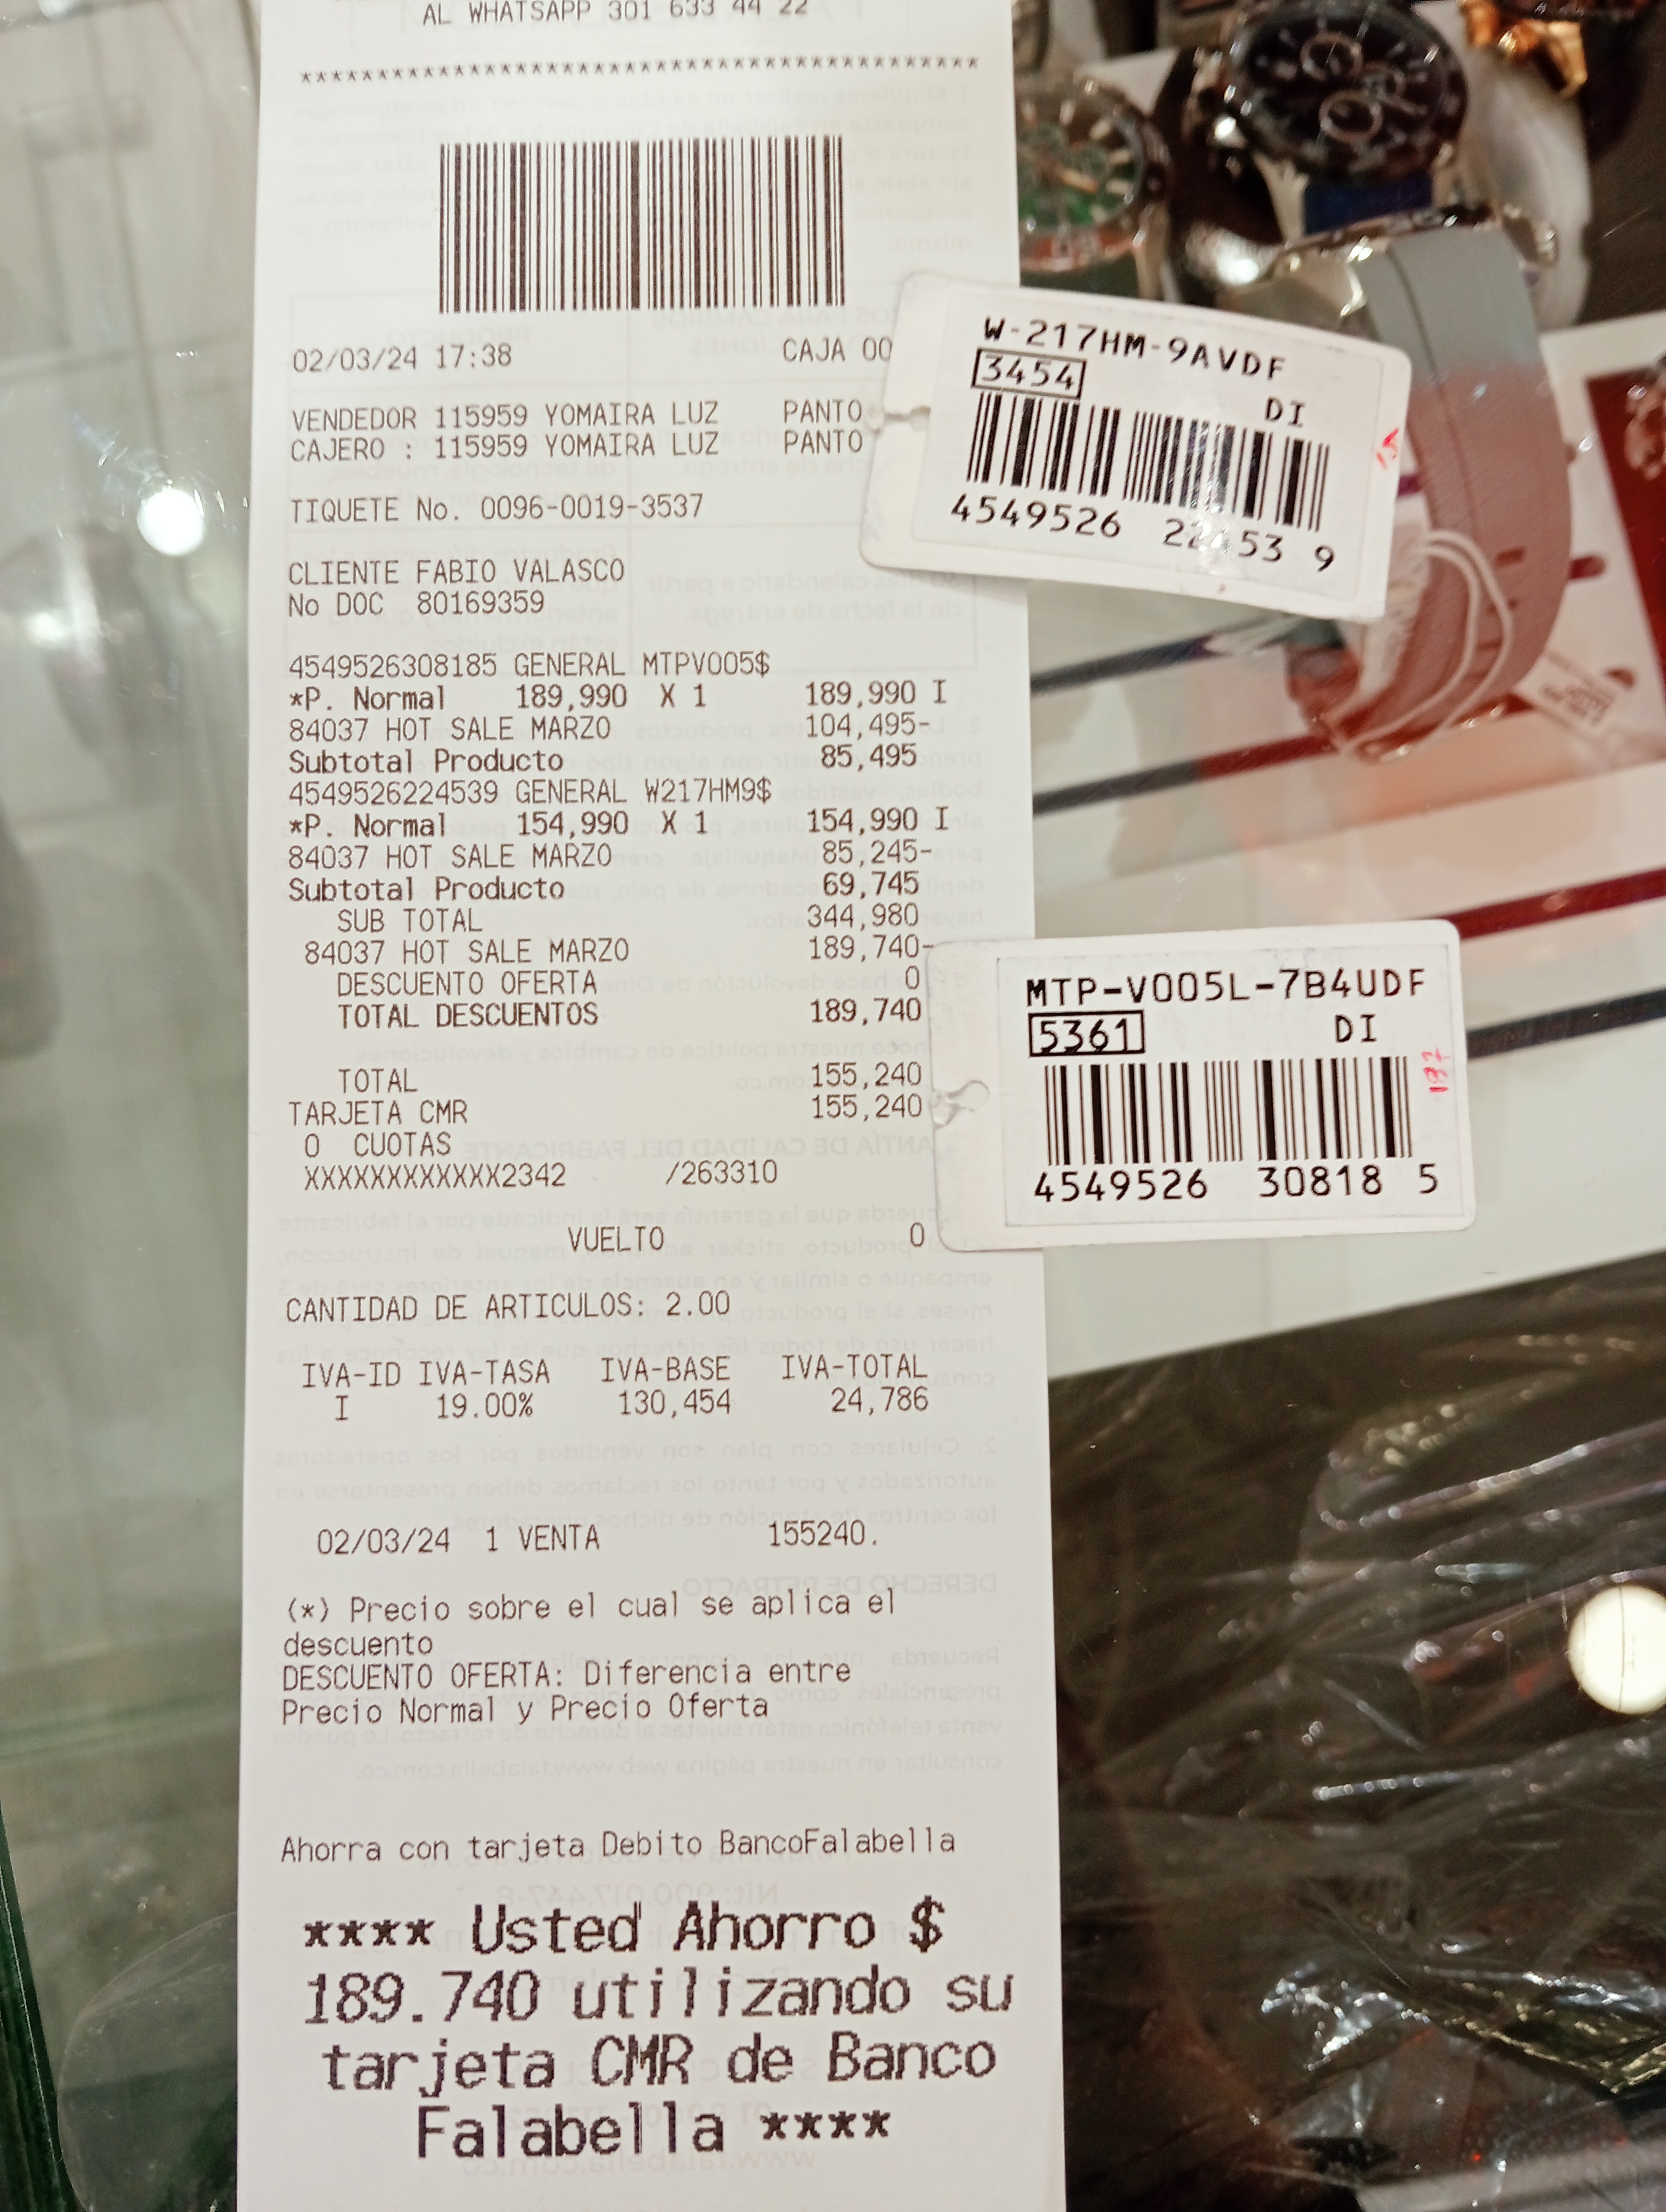 AL WHATSAPP 301 633 44 22
*******************************************
02/03/24 17:38 CAJA 00
VENDEDOR 115959 YOMAIRA LUZ PANTO
CAJERO : 115959 YOMAIRA LUZ PANTO
TIQUETE No. 0096-0019-3537
CLIENTE FABIO VALASCO
No DOC 80169359
4549526308185 GENERAL MTPV005$
*P. Normal 189,990 X 1 189,990 I
84037 HOT SALE MARZO 104,495-
Subtotal Producto 85,495
4549526224539 GENERAL W217HM9$
*P. Normal 154,990 X 1 154,990 I
84037 HOT SALE MARZO 85,245-
Subtotal Producto 69,745
SUB TOTAL 344,980
84037 HOT SALE MARZO 189,740-
DESCUENTO OFERTA 0
TOTAL DESCUENTOS 189,740
TOTAL 155,240
TARJETA CMR 155,240
0 CUOTAS
XXXXXXXXXXXX2342 /263310
VUELTO 0
CANTIDAD DE ARTICULOS: 2.00
IVA-ID IVA-TASA IVA-BASE IVA-TOTAL
I 19.00% 130,454 24,786
02/03/24 1 VENTA 155240.
(*) Precio sobre el cual se aplica el
descuento
DESCUENTO OFERTA: Diferencia entre
Precio Normal y Precio Oferta
Ahorra con tarjeta Debito BancoFalabella
**** Usted Ahorro $
189.740 utilizando su
tarjeta CMR de Banco
Falabella ****
W-217HM-9AVDF
3454
DI
4549526 22453 9
MTP-V005L-7B4UDF
5361 DI
187
4549526 30818 5